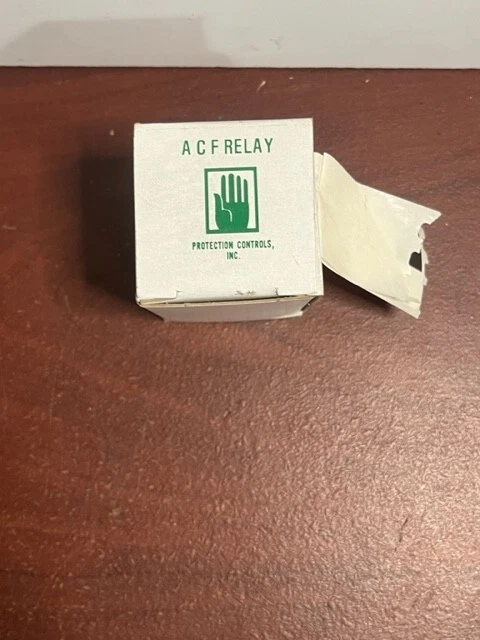 A C F RELAY
PROTECTION CONTROLS,
INC.